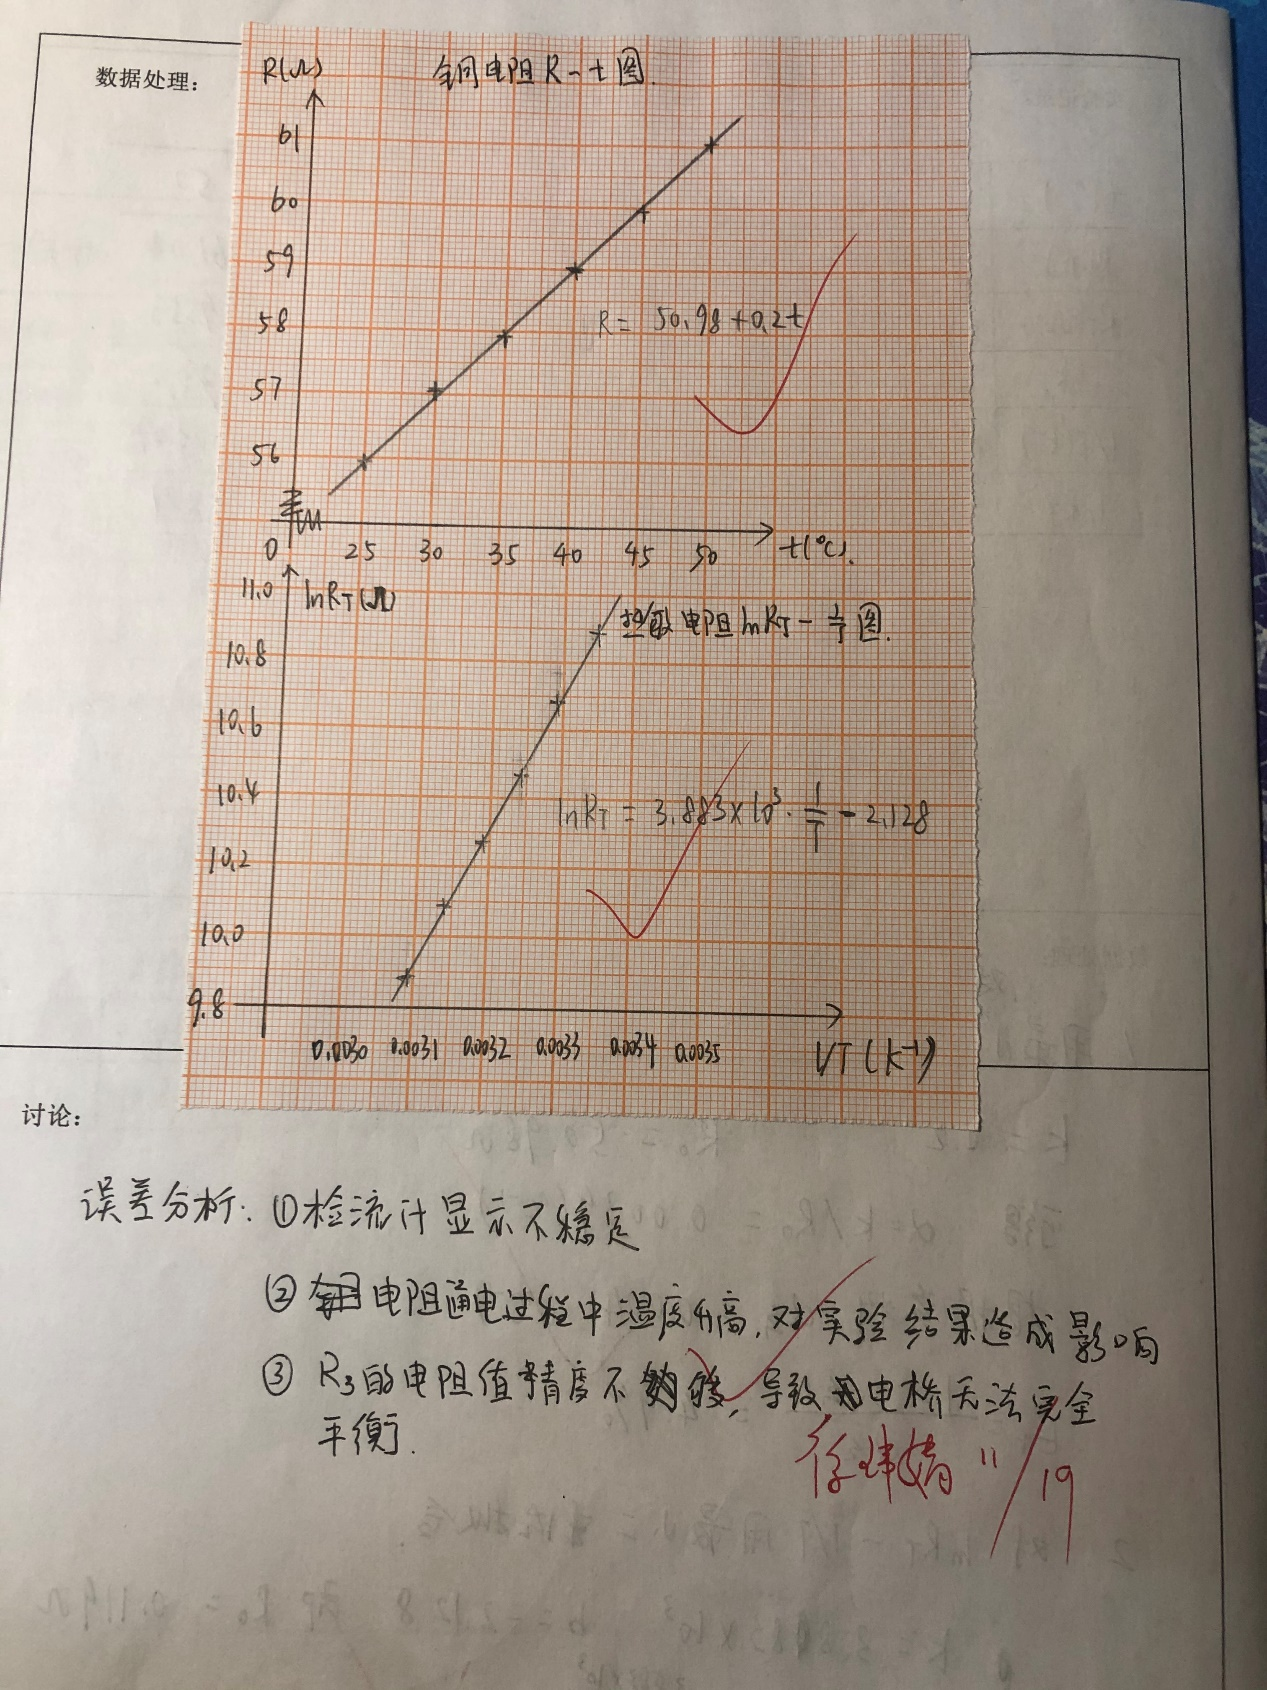 数据处理：
R(Ω) 铜电阻R-t图.
61
60
59
58
R= 50.98+0.2t
57
56
0 25 30 35 40 45 50 t(℃).
11.0 lnRT(Ω)
热敏电阻lnRT-1/T图.
10.8
10.6
10.4
lnRT = 3.883×10³·1/T-2.128
10.2
10.0
9.8
0.0030 0.0031 0.0032 0.0033 0.0034 0.0035 1/T(K⁻¹)
讨论：
误差分析: ①检流计显示不稳定
② 电阻通电过程中温度升高,对实验结果造成影响
③ R3的电阻值精度不够,导致电桥无法完全
平衡.
11/19